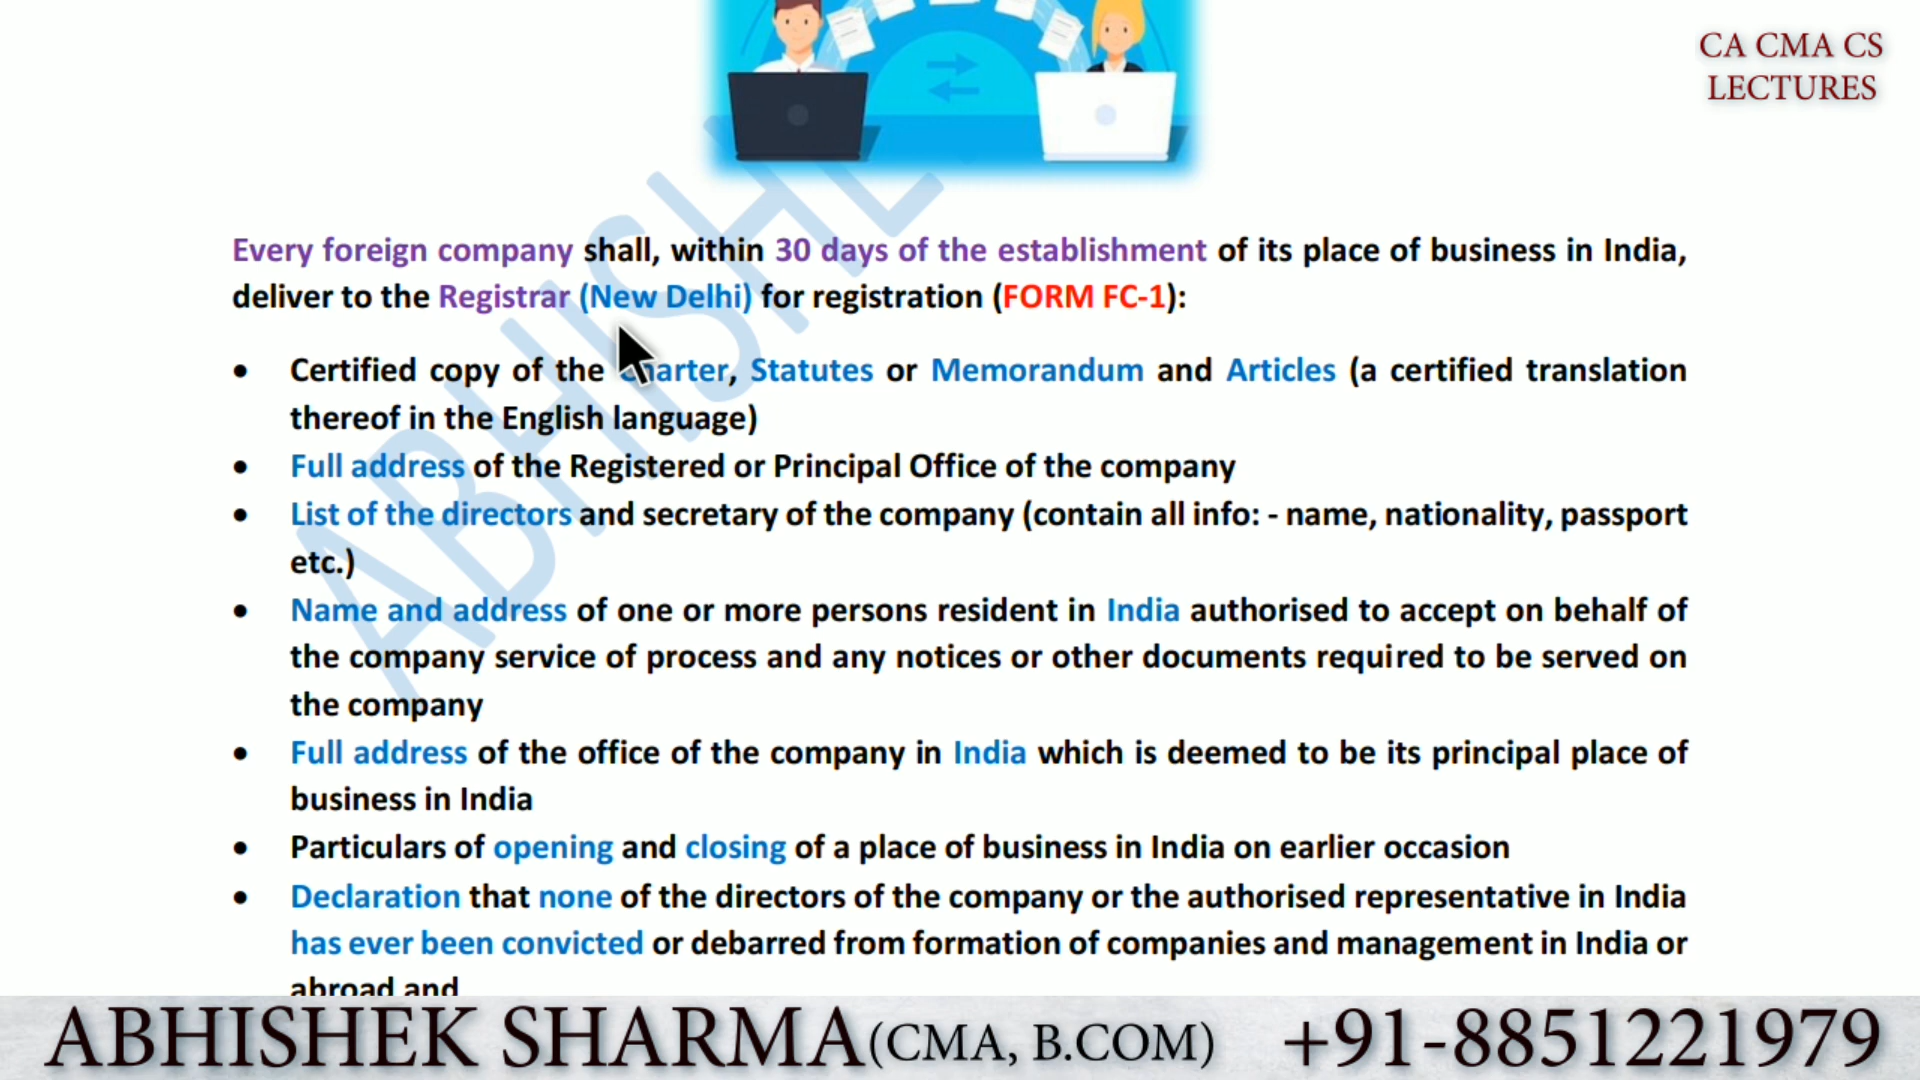 CA CMA CS
LECTURES
Every foreign company shall, within 30 days of the establishment of its place of business in India,
deliver to the Registrar (New Delhi) for registration (FORM FC-1):
• Certified copy of the Charter, Statutes or Memorandum and Articles (a certified translation
thereof in the English language)
• Full address of the Registered or Principal Office of the company
• List of the directors and secretary of the company (contain all info: - name, nationality, passport
etc.)
• Name and address of one or more persons resident in India authorised to accept on behalf of
the company service of process and any notices or other documents required to be served on
the company
• Full address of the office of the company in India which is deemed to be its principal place of
business in India
• Particulars of opening and closing of a place of business in India on earlier occasion
• Declaration that none of the directors of the company or the authorised representative in India
has ever been convicted or debarred from formation of companies and management in India or
abroad and
ABHISHE
ABHISHEK SHARMA (CMA, B.COM) +91-8851221979